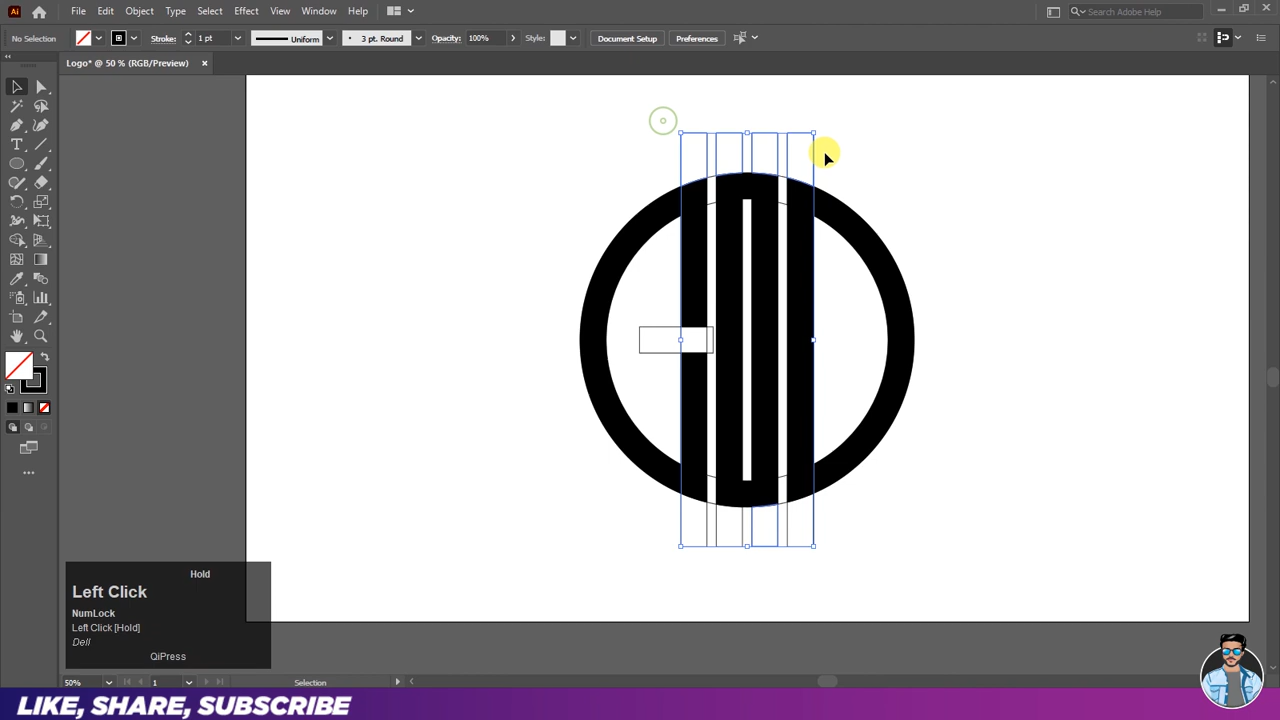 Ai File Edit Object Type Select Effect View Window Help Search Adobe Help
No Selection Stroke: 1 pt Uniform 3 pt. Round Opacity: 100% Style: Document Setup Preferences
Logo* @ 50 % (RGB/Preview)
Hold
Left Click
NumLock
Left Click [Hold]
Dell
QiPress
50% 1 Selection
LIKE, SHARE, SUBSCRIBE